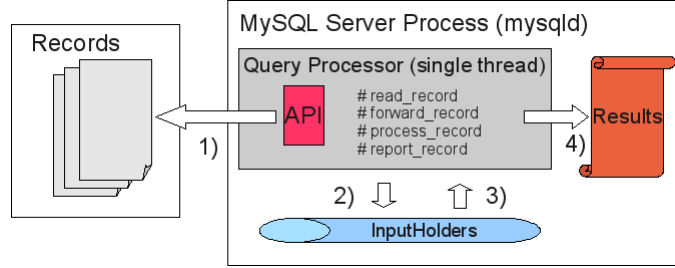 Records
MySQL Server Process (mysqld)
Query Processor (single thread)
API
# read_record
# forward_record
# process_record
# report_record
Results
1)
4)
2)
3)
InputHolders